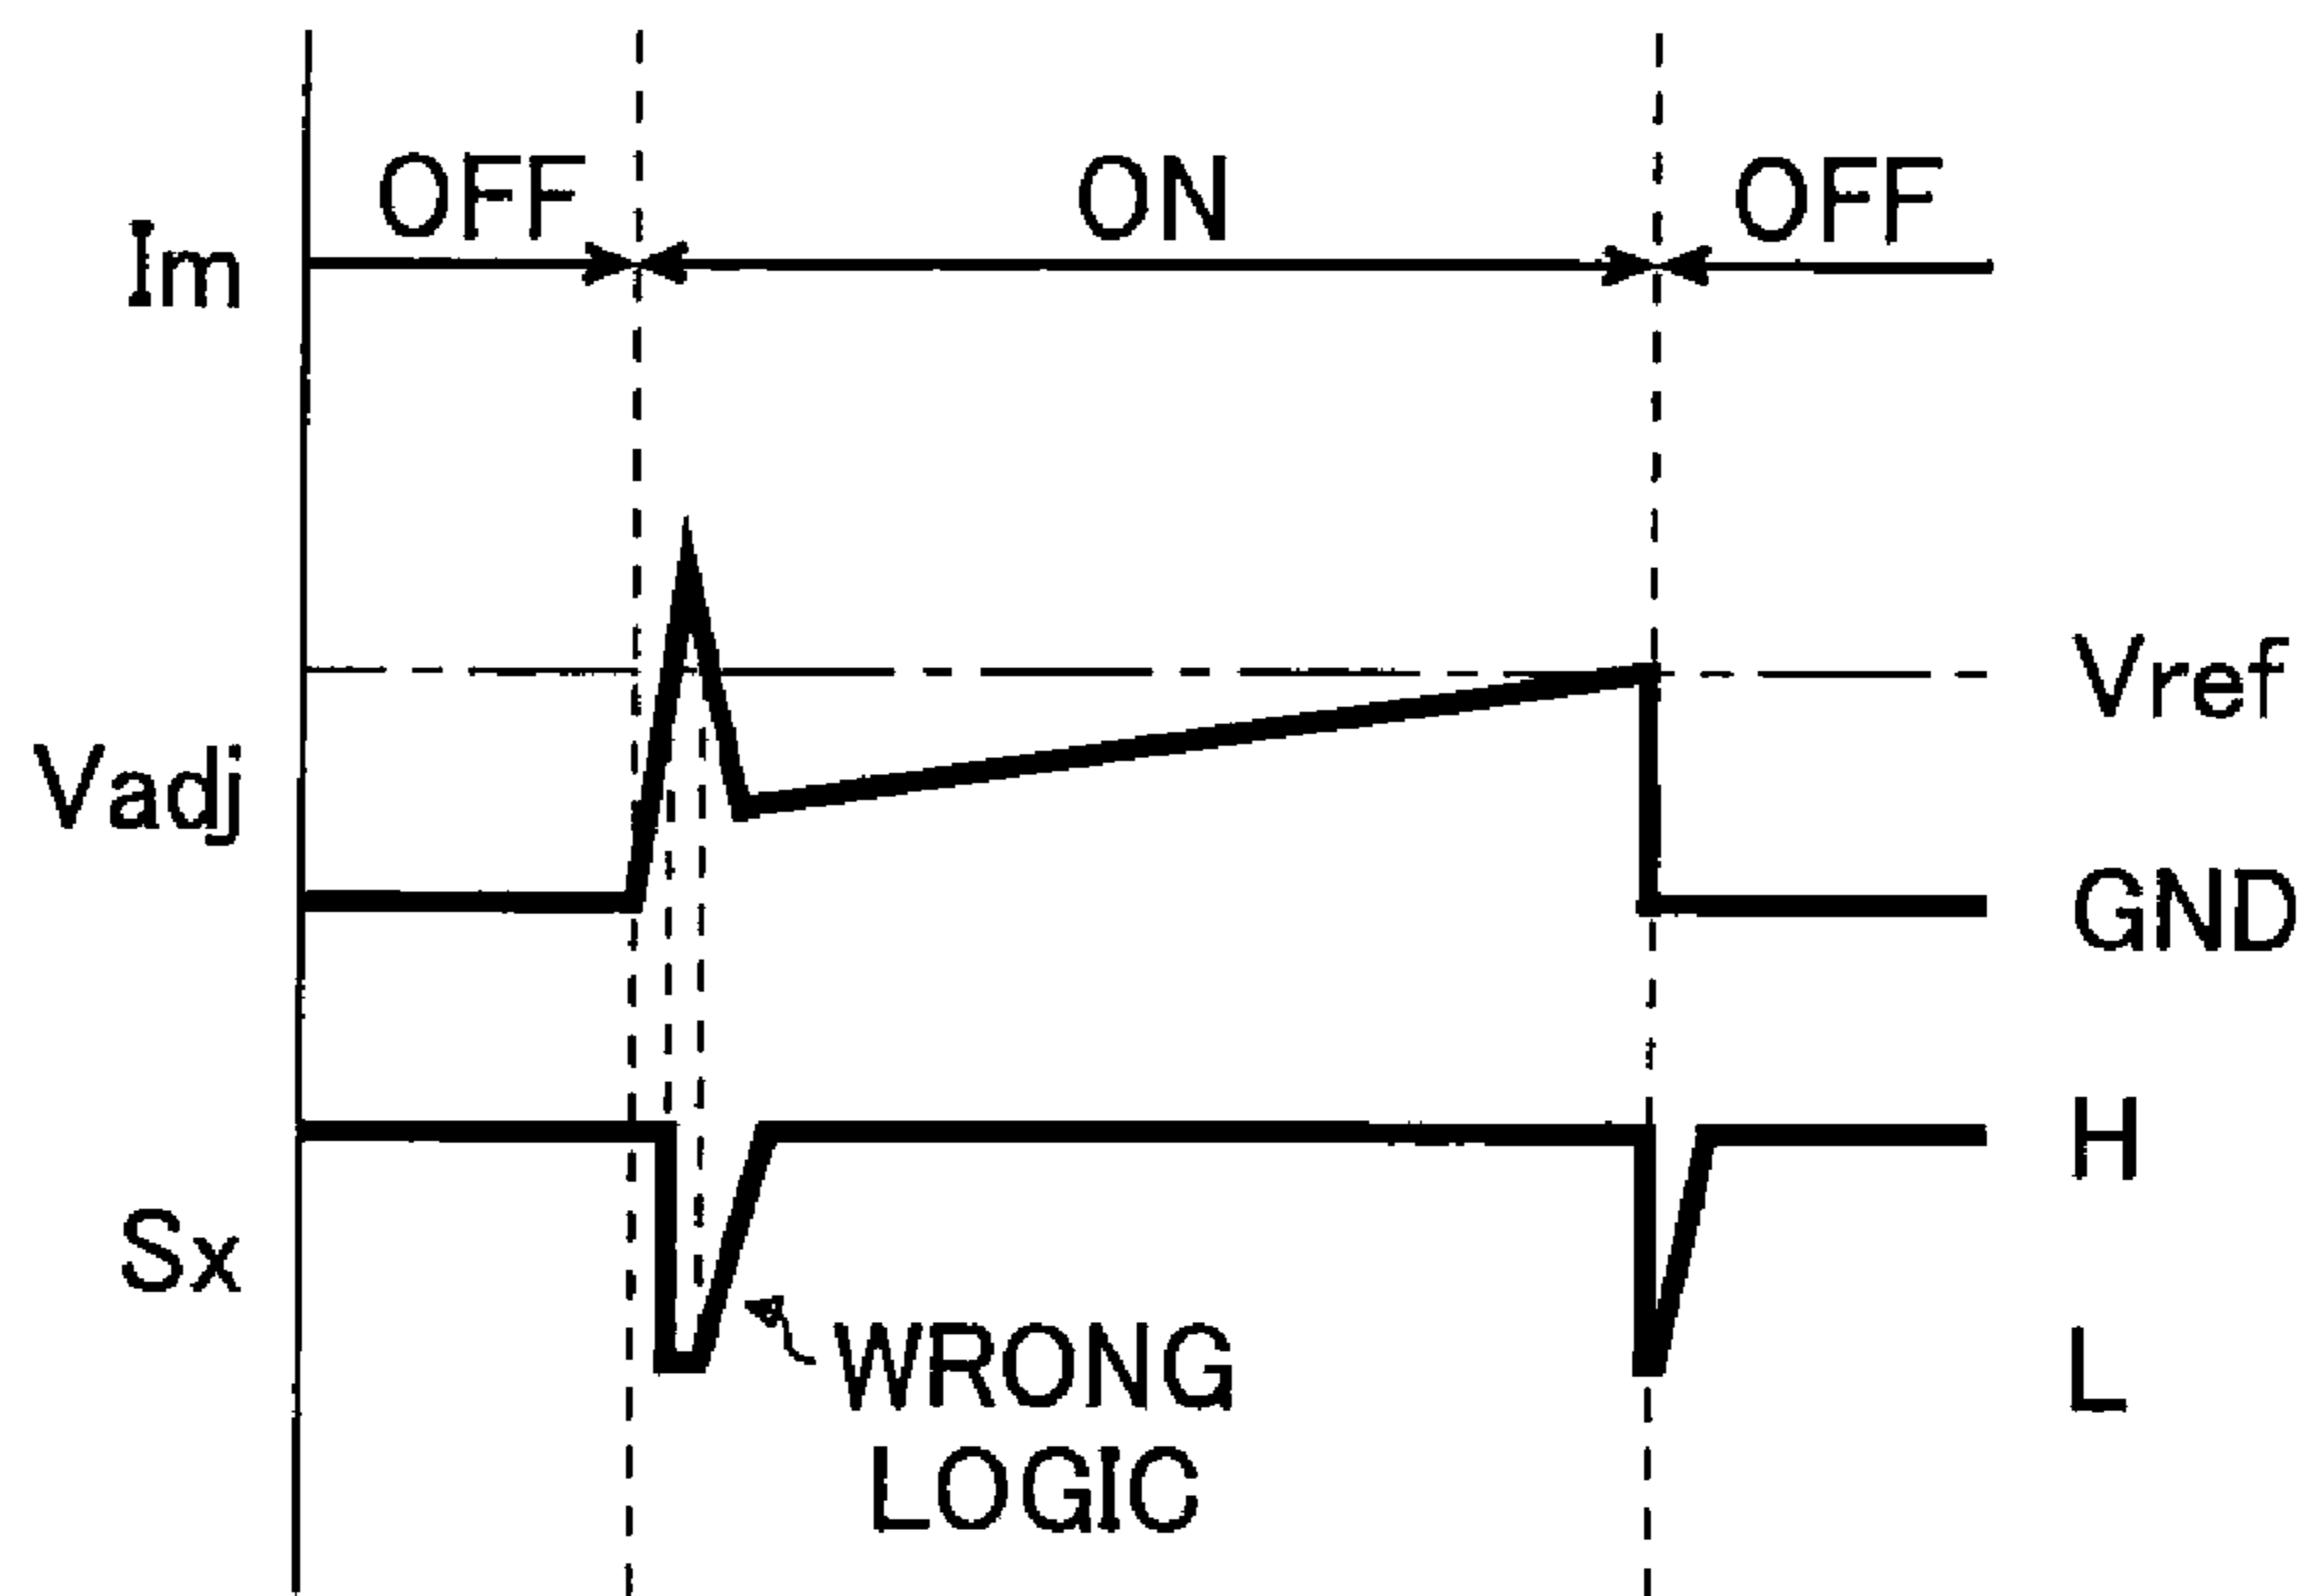 OFF ON OFF
Im
Vref
Vadj
GND
H
Sx
WRONG
L
LOGIC